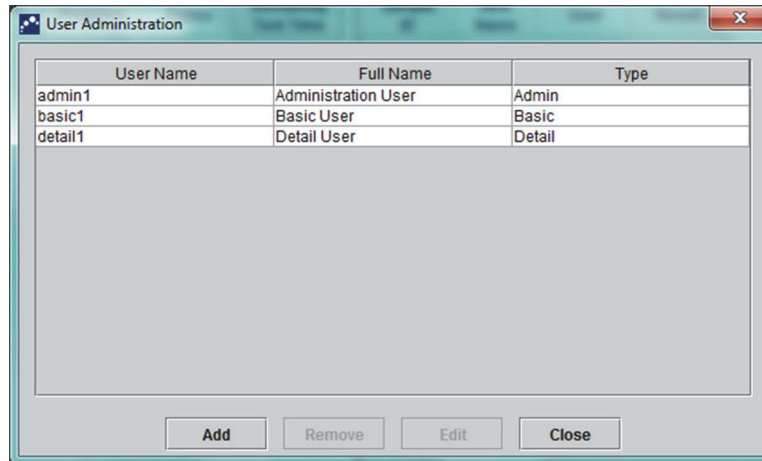 User Administration
User Name Full Name Type
admin1 Administration User Admin
basic1 Basic User Basic
detail1 Detail User Detail
Add Remove Edit Close